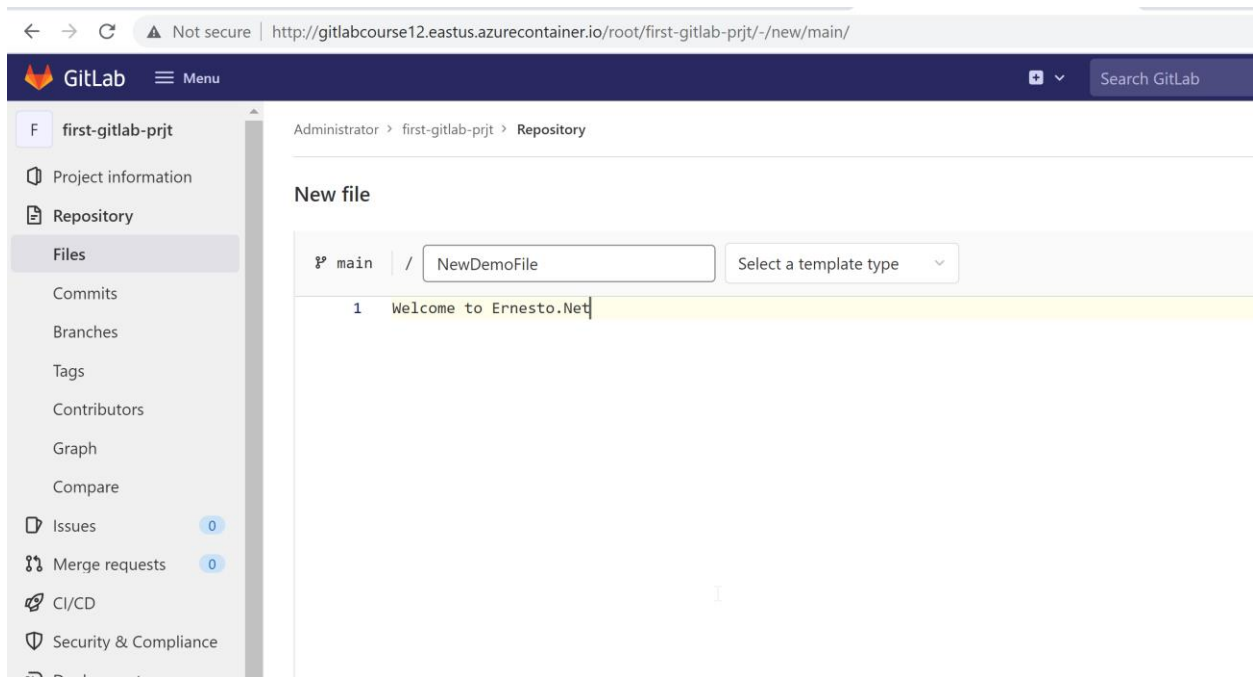 Not secure http://gitlabcourse12.eastus.azurecontainer.io/root/first-gitlab-prjt/-/new/main/
GitLab Menu Search GitLab
F first-gitlab-prjt
Administrator > first-gitlab-prjt > Repository
Project information
New file
Repository
Files
main / NewDemoFile Select a template type
1 Welcome to Ernesto.Net
Commits
Branches
Tags
Contributors
Graph
Compare
Issues 0
Merge requests 0
CI/CD
Security & Compliance